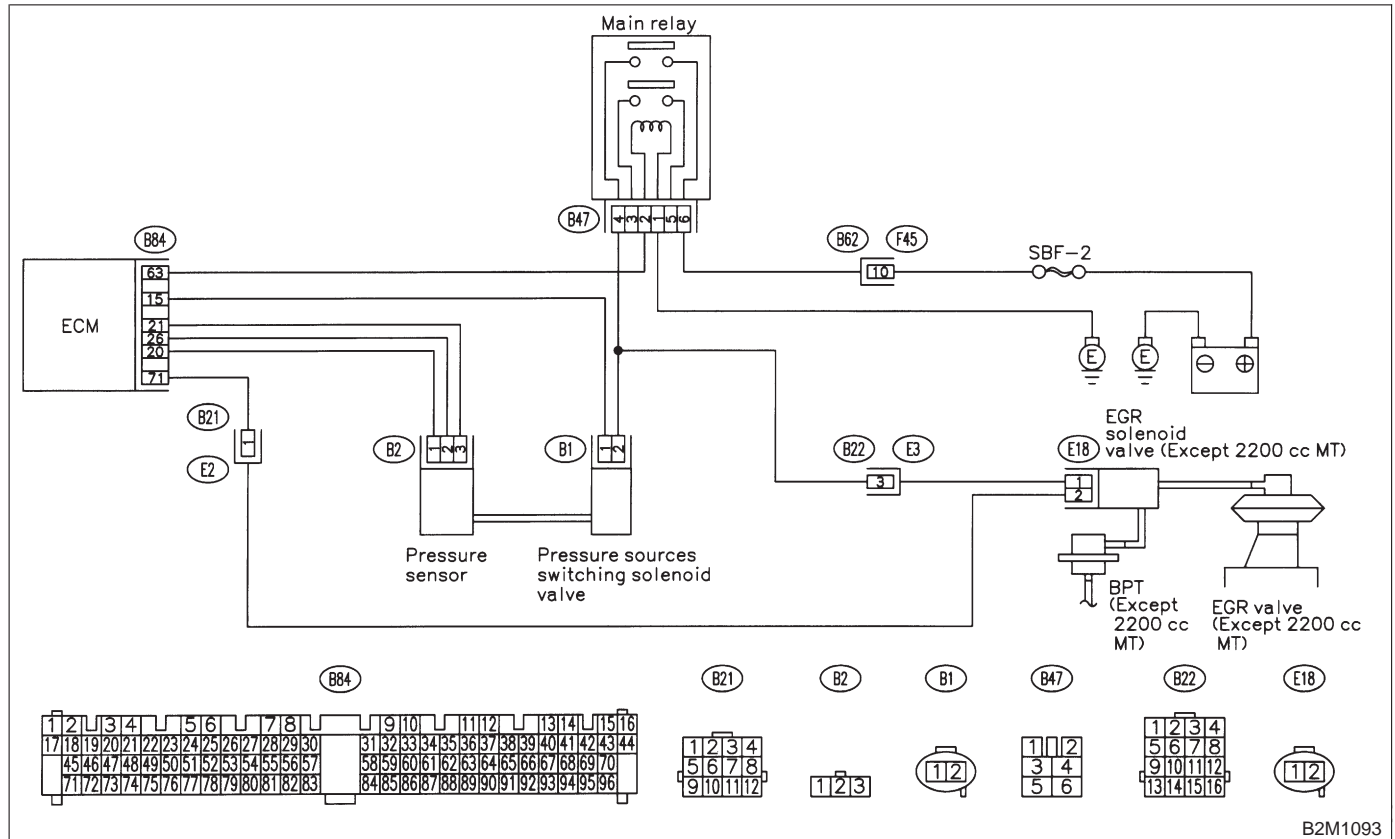 Main relay
4 3 2 1 5 6
B47
B84
B62 F45
SBF-2
10
ECM
63
15
21
26
20
71
E E
B21
1
E2
B2
1 2 3
B1
1 2
B22 E3
3
E18
1
2
EGR
solenoid
valve (Except 2200 cc MT)
Pressure
sensor
Pressure sources
switching solenoid
valve
BPT
(Except
2200 cc
MT)
EGR valve
(Except 2200 cc
MT)
B84
1 2 3 4 5 6 7 8 9 10 11 12 13 14 15 16
17 18 19 20 21 22 23 24 25 26 27 28 29 30 31 32 33 34 35 36 37 38 39 40 41 42 43 44
45 46 47 48 49 50 51 52 53 54 55 56 57 58 59 60 61 62 63 64 65 66 67 68 69 70
71 72 73 74 75 76 77 78 79 80 81 82 83 84 85 86 87 88 89 90 91 92 93 94 95 96
B21
1 2 3 4
5 6 7 8
9 10 11 12
B2
1 2 3
B1
1 2
B47
1 2
3 4
5 6
B22
1 2 3 4
5 6 7 8
9 10 11 12
13 14 15 16
E18
1 2
B2M1093